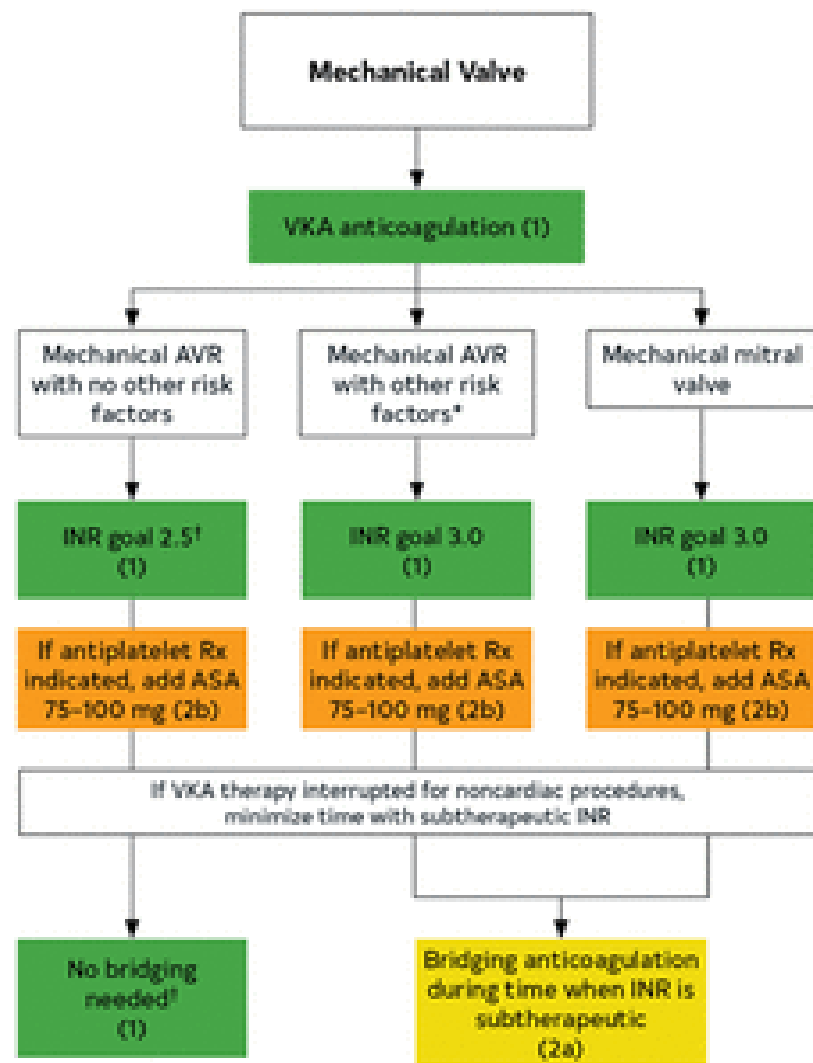 Mechanical Valve
VKA anticoagulation (1)
Mechanical AVR
with no other risk
factors
Mechanical AVR
with other risk
factors*
Mechanical mitral
valve
INR goal 2.5†
(1)
INR goal 3.0
(1)
INR goal 3.0
(1)
If antiplatelet Rx
indicated, add ASA
75–100 mg (2b)
If antiplatelet Rx
indicated, add ASA
75–100 mg (2b)
If antiplatelet Rx
indicated, add ASA
75–100 mg (2b)
If VKA therapy interrupted for noncardiac procedures,
minimize time with subtherapeutic INR
No bridging
needed†
(1)
Bridging anticoagulation
during time when INR is
subtherapeutic
(2a)